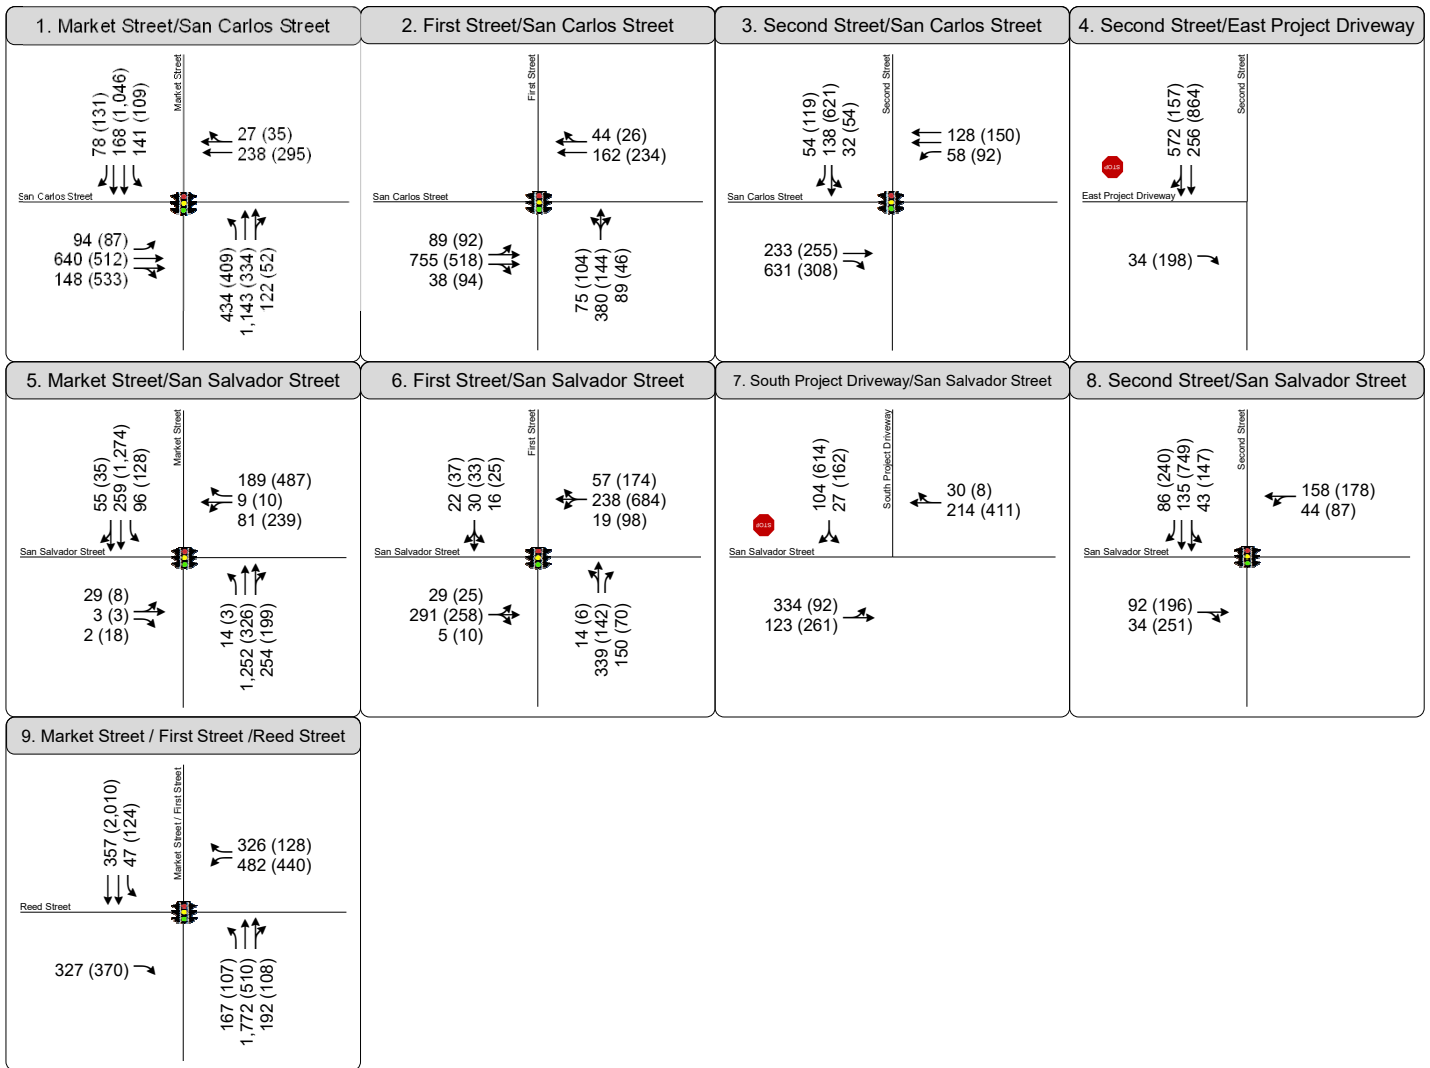 1. Market Street/San Carlos Street
Market Street
78 (131)
168 (1,046)
141 (109)
27 (35)
238 (295)
San Carlos Street
94 (87)
640 (512)
148 (533)
434 (409)
1,143 (334)
122 (52)
2. First Street/San Carlos Street
First Street
44 (26)
162 (234)
San Carlos Street
89 (92)
755 (518)
38 (94)
75 (104)
380 (144)
89 (46)
3. Second Street/San Carlos Street
Second Street
54 (119)
138 (621)
32 (54)
128 (150)
58 (92)
San Carlos Street
233 (255)
631 (308)
4. Second Street/East Project Driveway
Second Street
572 (157)
256 (864)
STOP
East Project Driveway
34 (198)
5. Market Street/San Salvador Street
Market Street
55 (35)
259 (1,274)
96 (128)
189 (487)
9 (10)
81 (239)
San Salvador Street
29 (8)
3 (3)
2 (18)
14 (3)
1,252 (326)
254 (199)
6. First Street/San Salvador Street
First Street
22 (37)
30 (33)
16 (25)
57 (174)
238 (684)
19 (98)
San Salvador Street
29 (25)
291 (258)
5 (10)
14 (6)
339 (142)
150 (70)
7. South Project Driveway/San Salvador Street
South Project Driveway
104 (614)
27 (162)
30 (8)
214 (411)
STOP
San Salvador Street
334 (92)
123 (261)
8. Second Street/San Salvador Street
Second Street
86 (240)
135 (749)
43 (147)
158 (178)
44 (87)
San Salvador Street
92 (196)
34 (251)
9. Market Street / First Street /Reed Street
Market Street / First Street
357 (2,010)
47 (124)
326 (128)
482 (440)
Reed Street
327 (370)
167 (107)
1,772 (510)
192 (108)